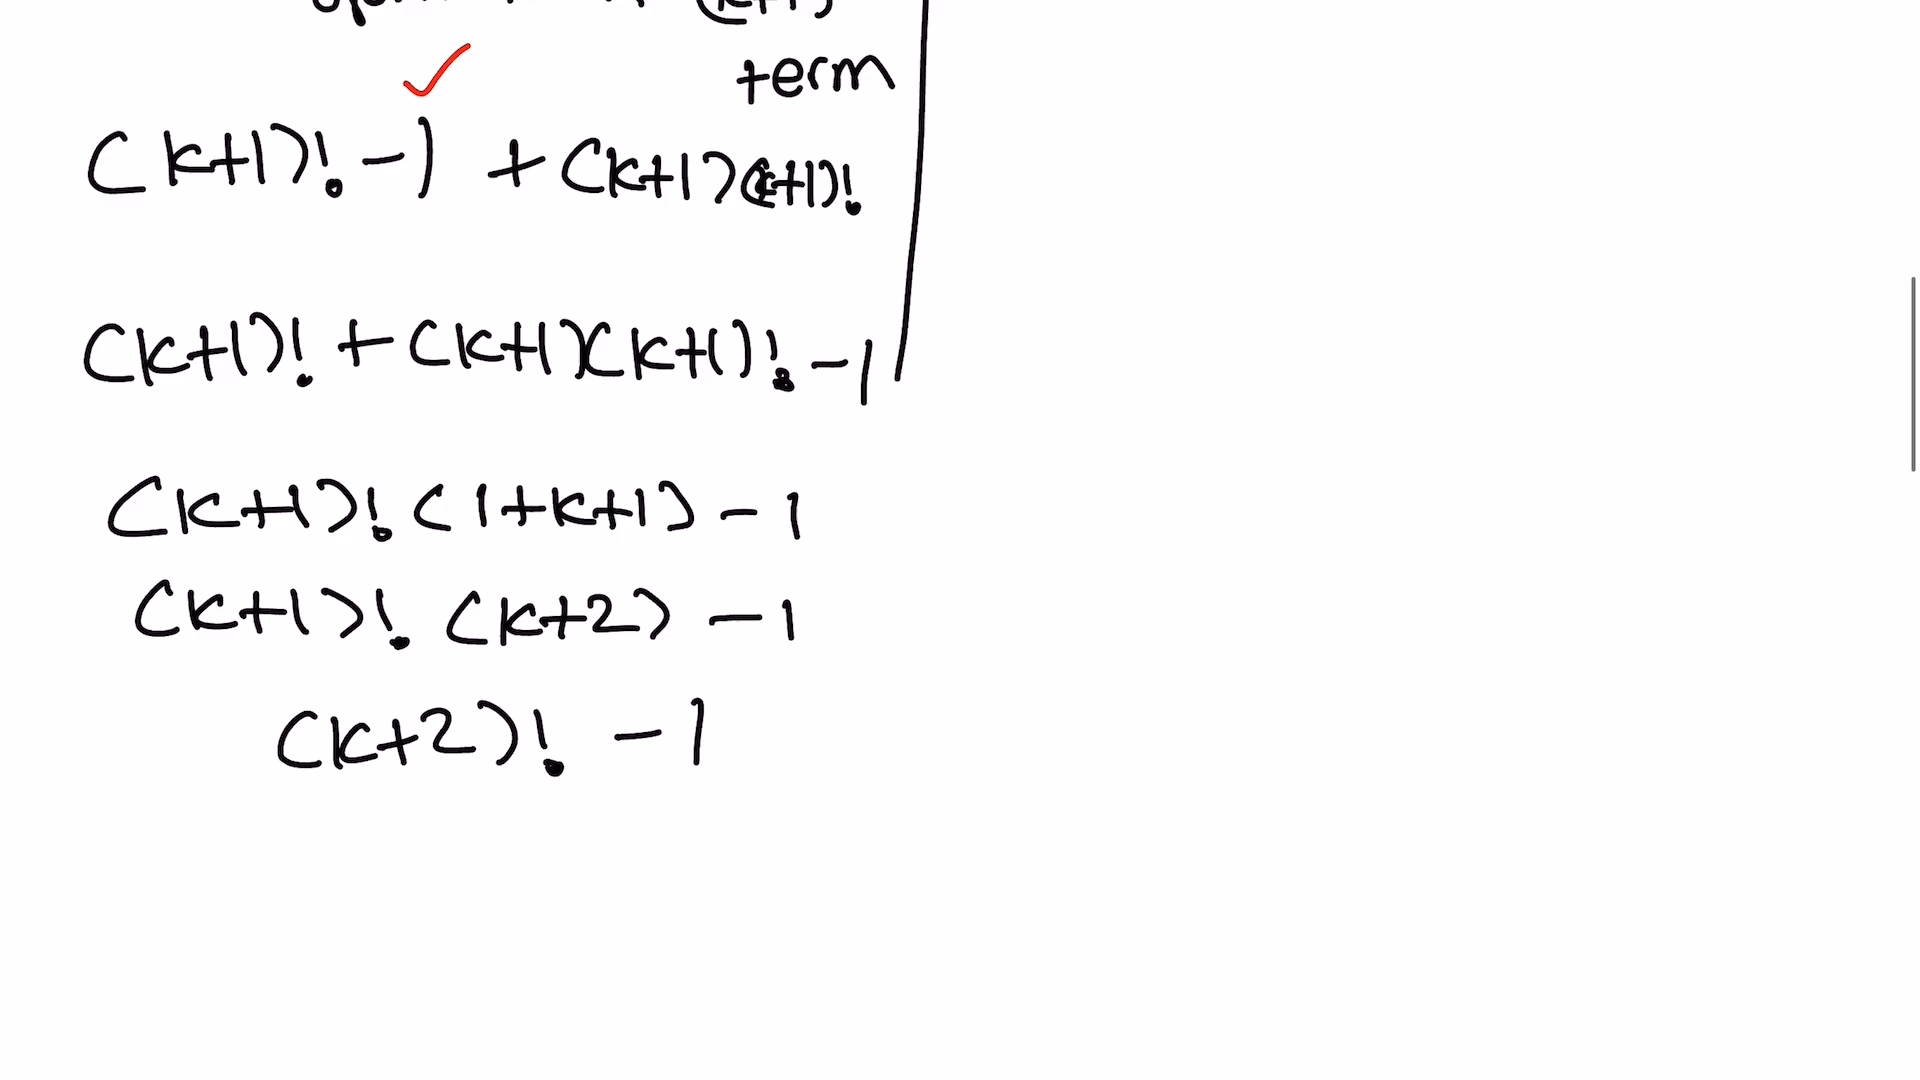 term
(k+1)! -1 + (k+1)(k+1)!
(k+1)! + (k+1)(k+1)! -1
(k+1)! (1+k+1) - 1
(k+1)! (k+2) - 1
(k+2)! - 1